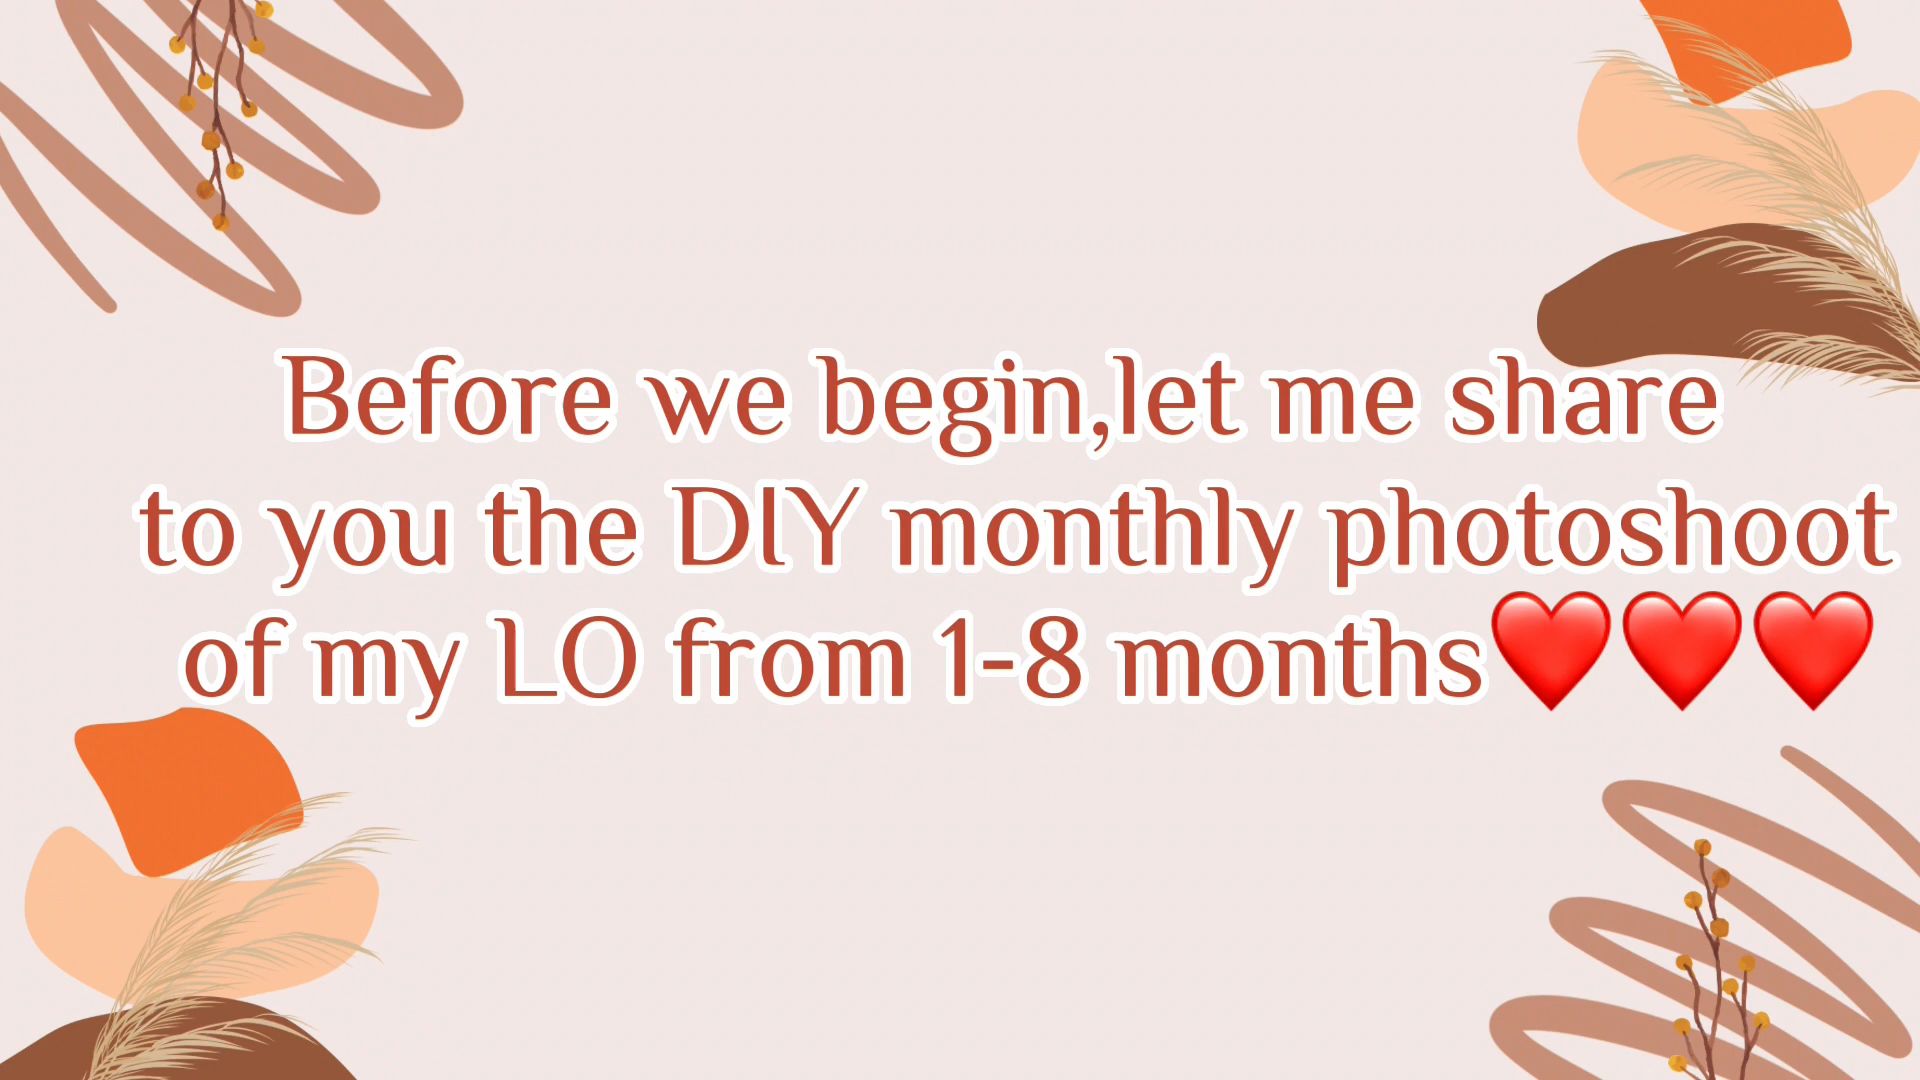 Before we begin,let me share
to you the DIY monthly photoshoot
of my LO from 1-8 months❤️❤️❤️